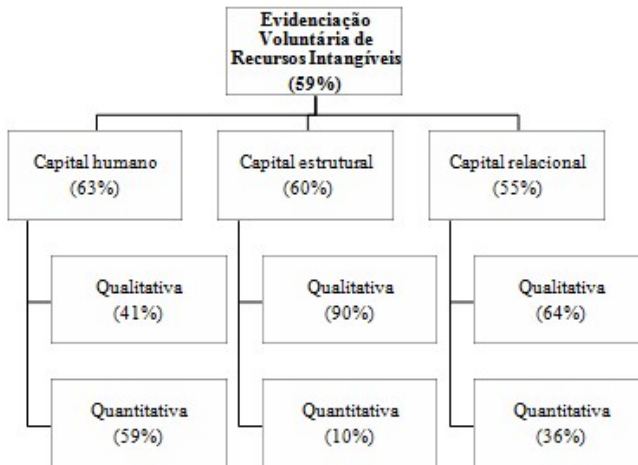 Evidenciação
Voluntária de
Recursos Intangíveis
(59%)
Capital humano
(63%)
Capital estrutural
(60%)
Capital relacional
(55%)
Qualitativa
(41%)
Qualitativa
(90%)
Qualitativa
(64%)
Quantitativa
(59%)
Quantitativa
(10%)
Quantitativa
(36%)